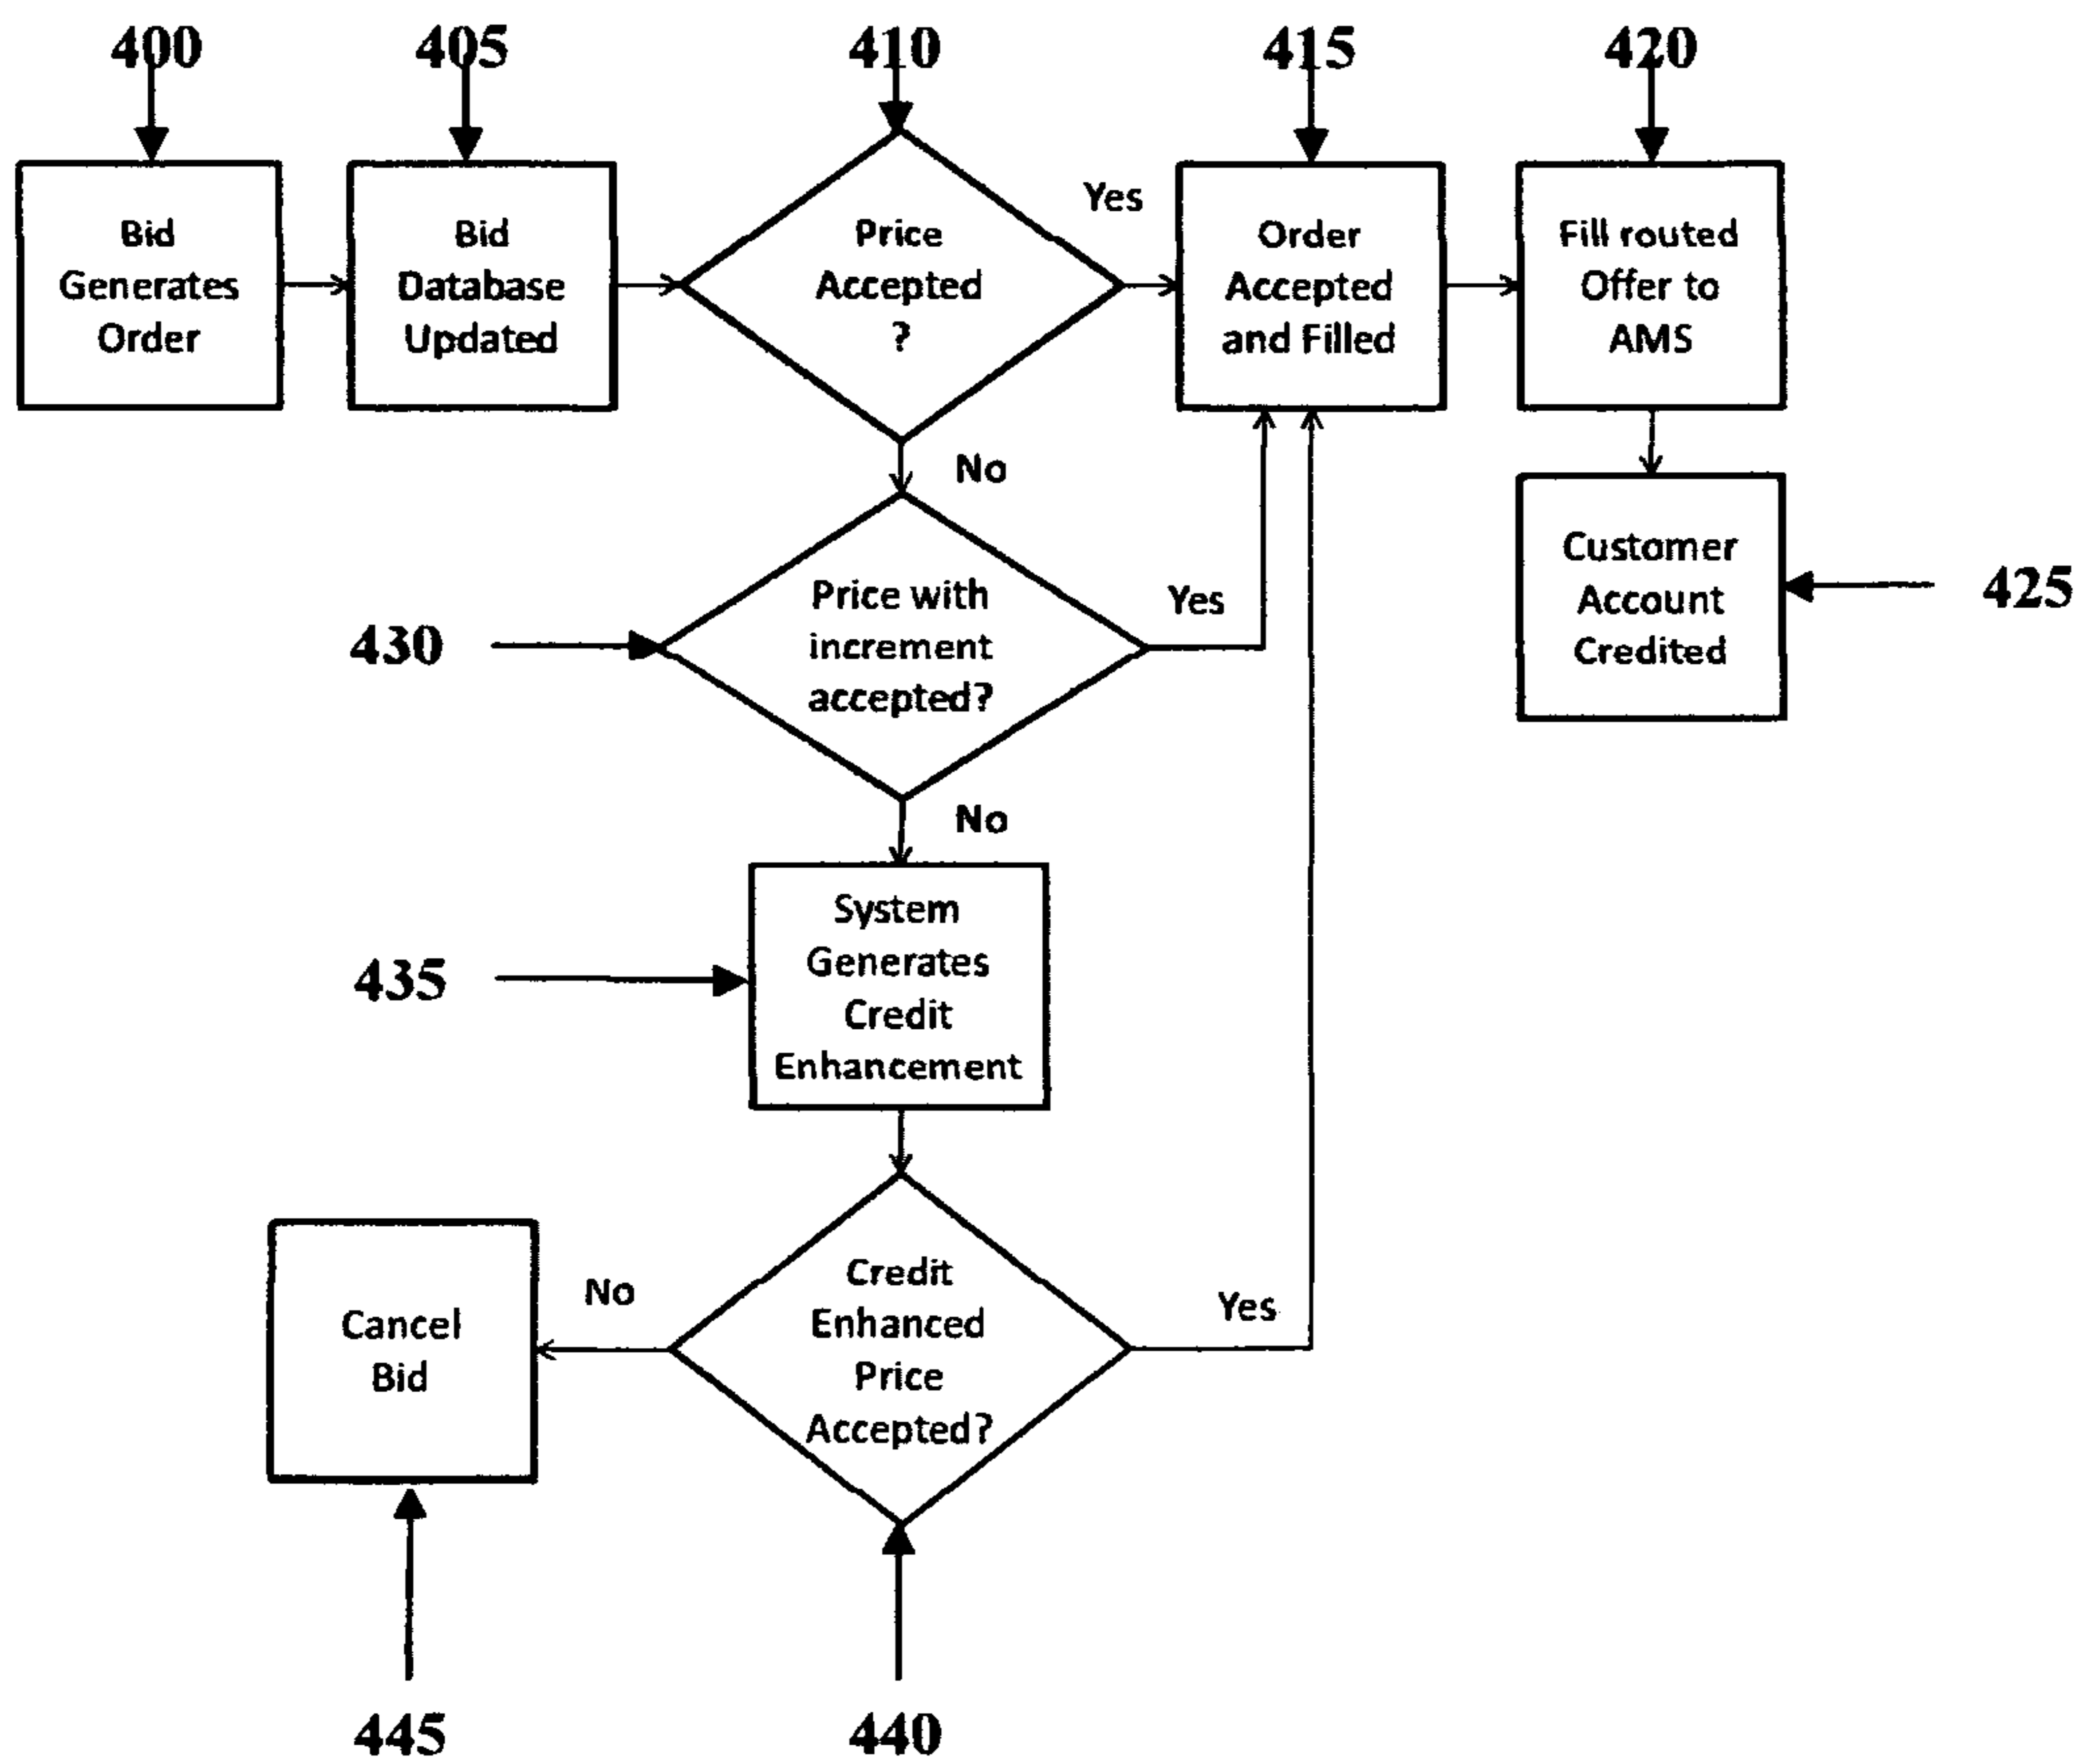 400
405
410
415
420
Bid
Generates
Order
Bid
Database
Updated
Price
Accepted
?
Yes
Order
Accepted
and Filled
Fill routed
Offer to
AMS
No
Price with
increment
accepted?
Yes
430
Customer
Account
Credited
425
No
System
Generates
Credit
Enhancement
435
Cancel
Bid
No
Credit
Enhanced
Price
Accepted?
Yes
445
440